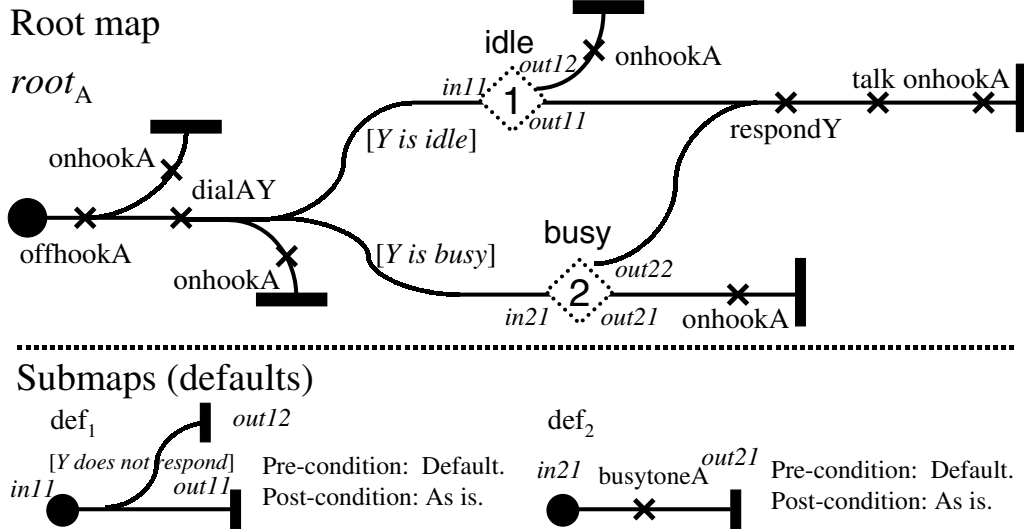 Root map
idle
out12
onhookA
root_A
in11
1
talk onhookA
out11
respondY
[Y is idle]
onhookA
dialAY
offhookA
busy
[Y is busy]
out22
onhookA
2
in21
out21
onhookA
Submaps (defaults)
def_1
out12
[Y does not respond]
in11
out11
Pre-condition: Default.
Post-condition: As is.
def_2
in21
busytoneA
out21
Pre-condition: Default.
Post-condition: As is.